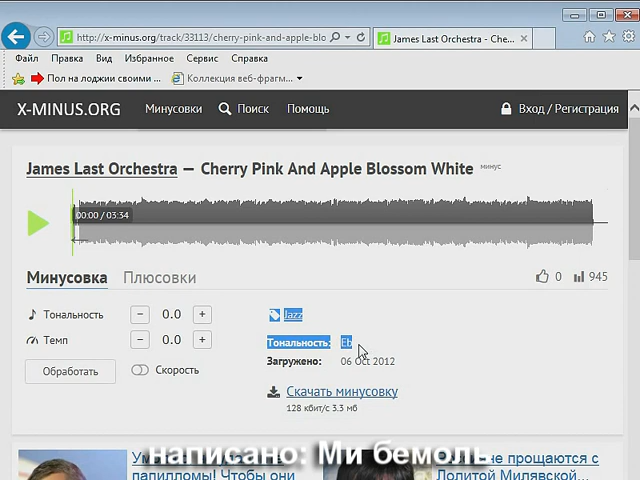 http://x-minus.org/track/33113/cherry-pink-and-apple-blo
James Last Orchestra - Che...
Файл Правка Вид Избранное Сервис Справка
Пол на лоджии своими ... Коллекция веб-фрагм...
X-MINUS.ORG Минусовки Поиск Помощь Вход / Регистрация
James Last Orchestra — Cherry Pink And Apple Blossom White минус
00:00 / 03:34
Минусовка Плюсовки 0 945
Тональность − 0.0 + Jazz
Темп − 0.0 + Тональность: Eb
Обработать Скорость Загружено: 06 Oct 2012
Скачать минусовку
128 кбит/с 3.3 мб
написано: Ми бемоль
не прощаются с
папилломы! Чтобы они
Лолитой Милявской...